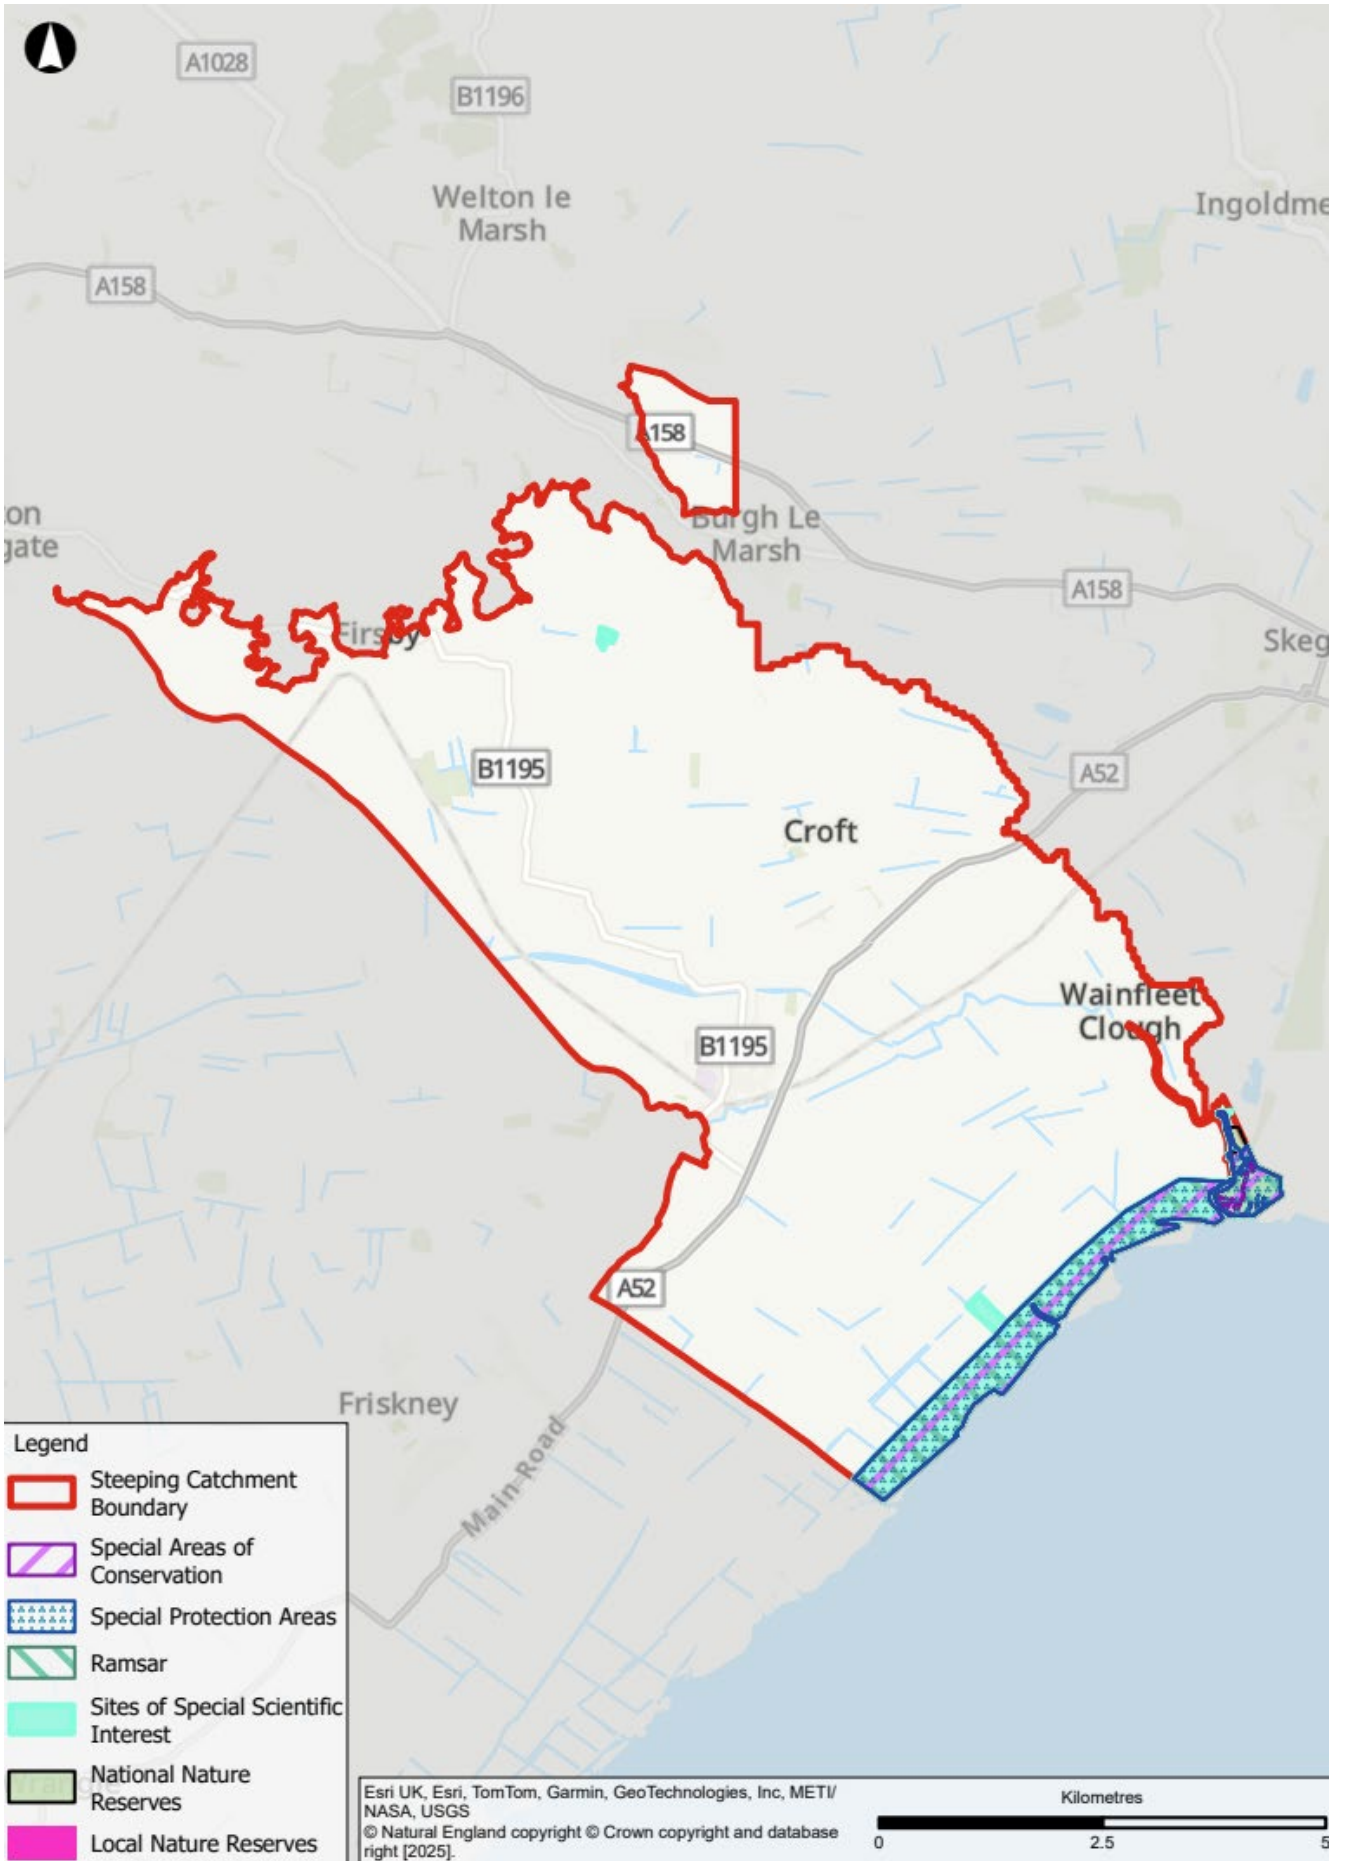 A1028
B1196
Welton le
Marsh
Ingoldme
A158
A158
Burgh Le
Marsh
on
gate
A158
Firsby
Skeg
B1195
A52
Croft
Wainfleet
Clough
B1195
A52
Friskney
Main Road
Legend
Steeping Catchment
Boundary
Special Areas of
Conservation
Special Protection Areas
Ramsar
Sites of Special Scientific
Interest
National Nature
Reserves
Wrangle
Local Nature Reserves
Esri UK, Esri, TomTom, Garmin, GeoTechnologies, Inc, METI/
NASA, USGS
© Natural England copyright © Crown copyright and database
right [2025].
Kilometres
0 2.5 5